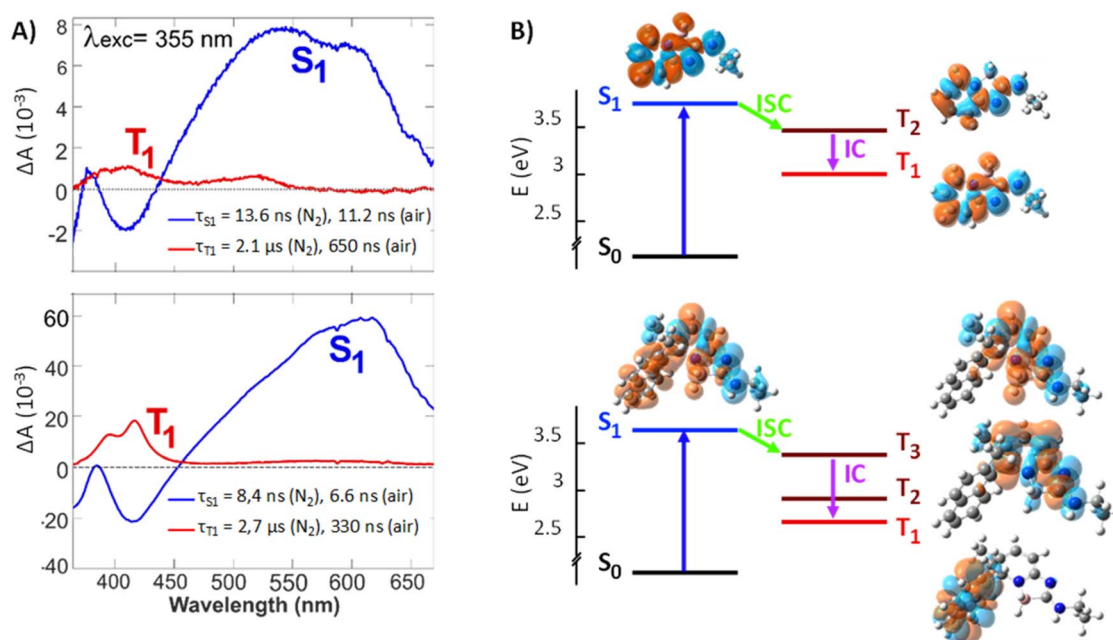 A)
λexc= 355 nm
S1
T1
τS1 = 13.6 ns (N2), 11.2 ns (air)
τT1 = 2.1 μs (N2), 650 ns (air)
ΔA (10-3)
8
6
4
2
0
-2
S1
T1
τS1 = 8,4 ns (N2), 6.6 ns (air)
τT1 = 2,7 μs (N2), 330 ns (air)
ΔA (10-3)
60
40
20
0
-20
40
400 450 500 550 600 650
Wavelength (nm)
B)
S1
ISC
T2
IC
T1
S0
E (eV)
3.5
3
2.5
S1
ISC
T3
IC
T2
T1
S0
E (eV)
3.5
3
2.5